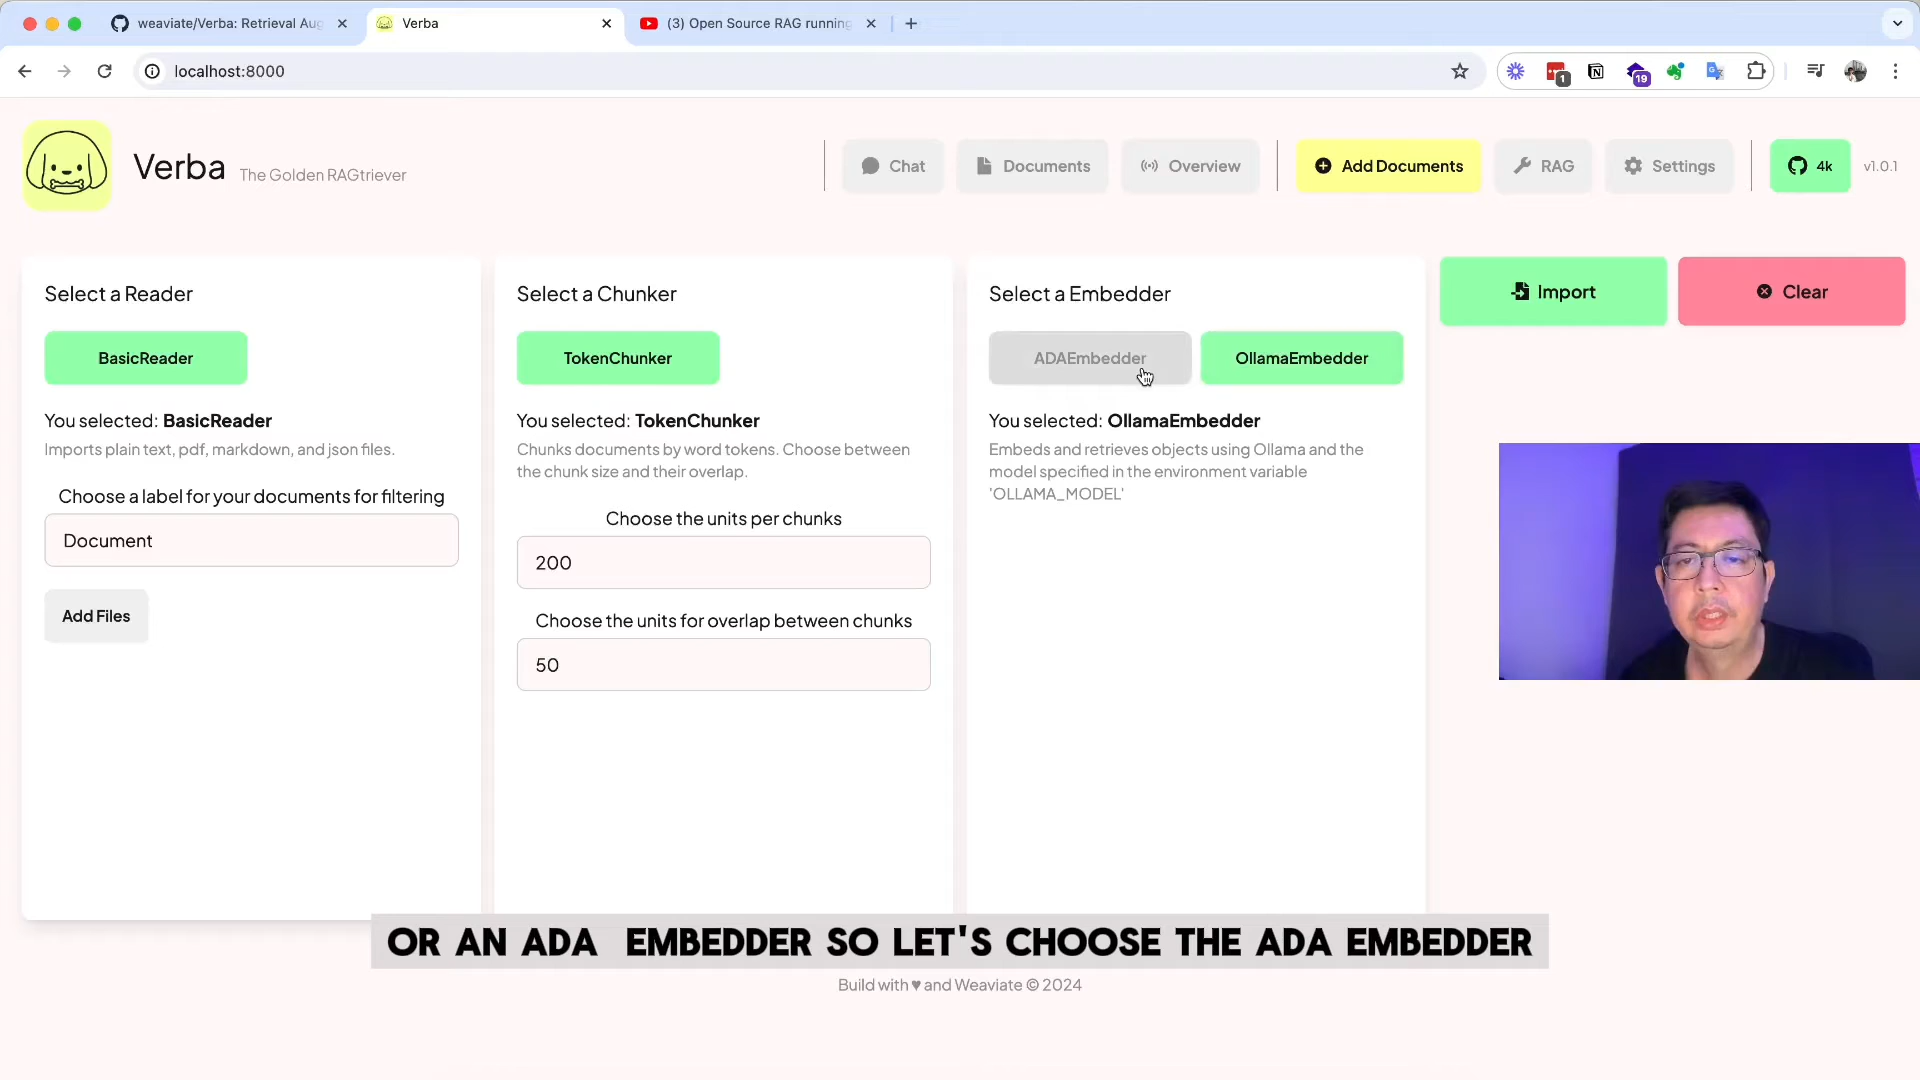 weaviate/Verba: Retrieval Aug
Verba
(3) Open Source RAG running
localhost:8000
1
19
Verba The Golden RAGtriever
Chat
Documents
Overview
Add Documents
RAG
Settings
4k
v1.0.1
Select a Reader
BasicReader
You selected: BasicReader
Imports plain text, pdf, markdown, and json files.
Choose a label for your documents for filtering
Document
Add Files
Select a Chunker
TokenChunker
You selected: TokenChunker
Chunks documents by word tokens. Choose between
the chunk size and their overlap.
Choose the units per chunks
200
Choose the units for overlap between chunks
50
Select a Embedder
ADAEmbedder
OllamaEmbedder
You selected: OllamaEmbedder
Embeds and retrieves objects using Ollama and the
model specified in the environment variable
'OLLAMA_MODEL'
Import
Clear
OR AN ADA EMBEDDER SO LET'S CHOOSE THE ADA EMBEDDER
Build with ♥ and Weaviate © 2024